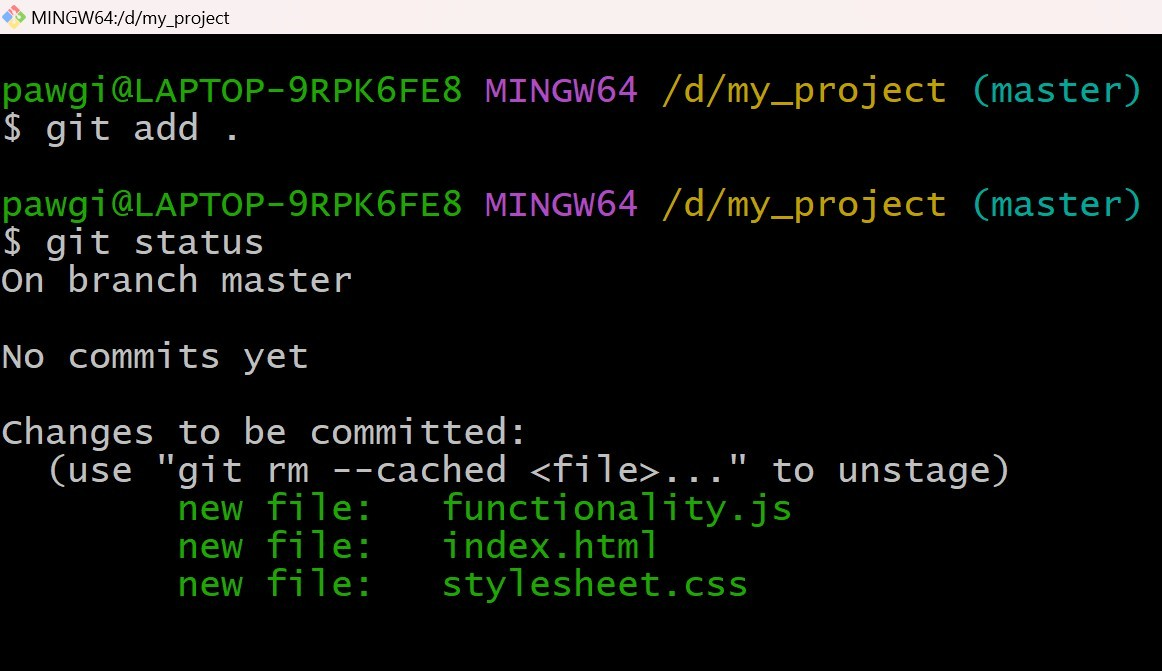 MINGW64:/d/my_project
pawgi@LAPTOP-9RPK6FE8 MINGW64 /d/my_project (master)
$ git add .
pawgi@LAPTOP-9RPK6FE8 MINGW64 /d/my_project (master)
$ git status
On branch master
No commits yet
Changes to be committed:
(use "git rm --cached <file>..." to unstage)
new file: functionality.js
new file: index.html
new file: stylesheet.css